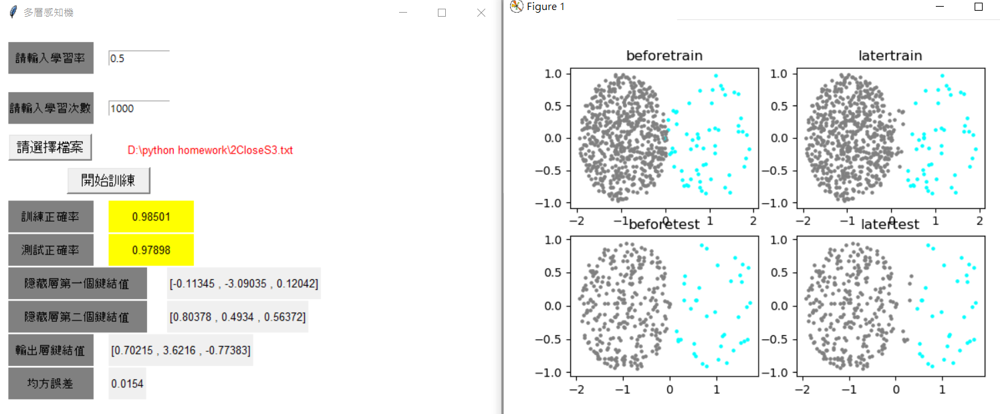 多層感知機
請輸入學習率 0.5
請輸入學習次數 1000
請選擇檔案 D:\python homework\2CloseS3.txt
開始訓練
訓練正確率 0.98501
測試正確率 0.97898
隱藏層第一個鍵結值 [-0.11345 , -3.09035 , 0.12042]
隱藏層第二個鍵結值 [0.80378 , 0.4934 , 0.56372]
輸出層鍵結值 [0.70215 , 3.6216 , -0.77383]
均方誤差 0.0154
Figure 1
beforetrain
1.0
0.5
0.0
−0.5
−1.0
−2 −1 0 1 2
latertrain
1.0
0.5
0.0
−0.5
−1.0
−2 −1 0 1 2
beforetest
1.0
0.5
0.0
−0.5
−1.0
−2 −1 0 1
latertest
1.0
0.5
0.0
−0.5
−1.0
−2 −1 0 1